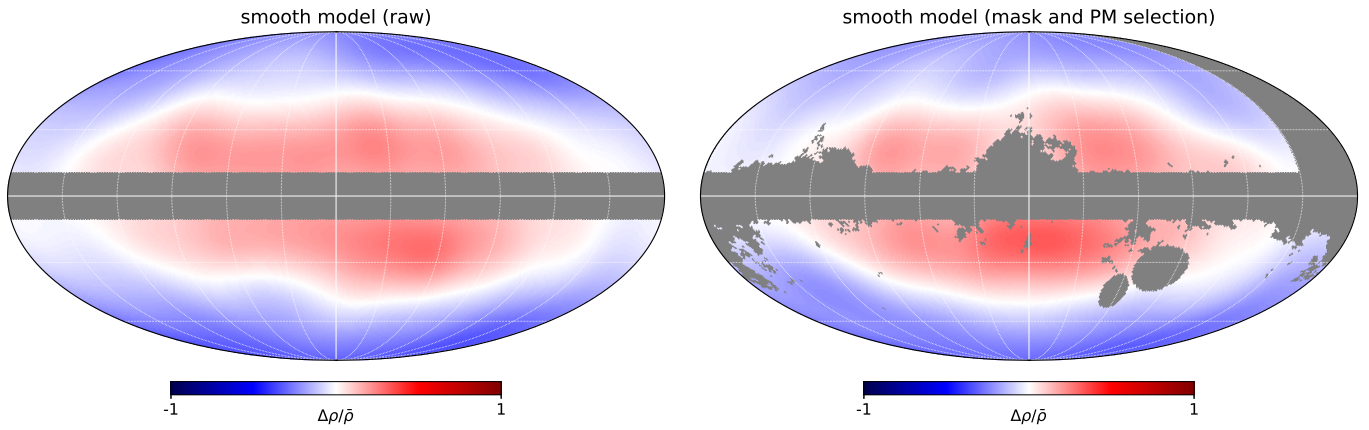 smooth model (raw)
smooth model (mask and PM selection)
-1
1
Δρ/ρ̄
-1
1
Δρ/ρ̄